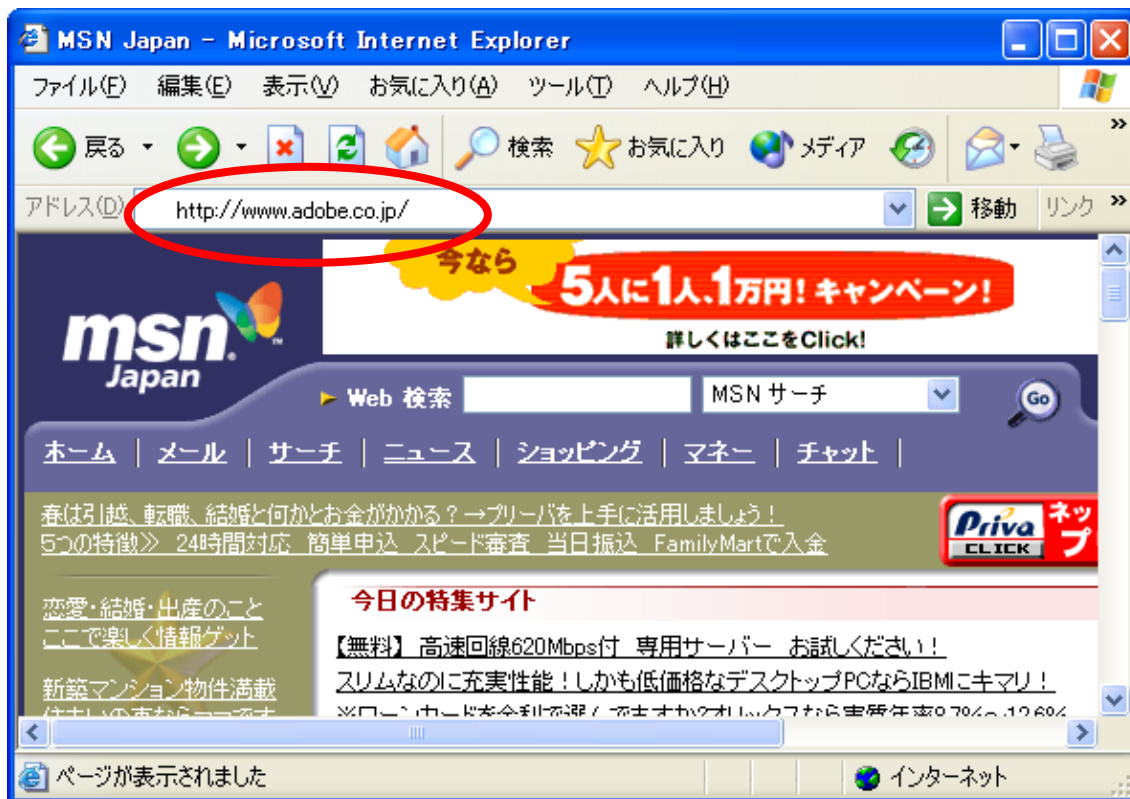 MSN Japan - Microsoft Internet Explorer
ファイル(F) 編集(E) 表示(V) お気に入り(A) ツール(T) ヘルプ(H)
戻る 検索 お気に入り メディア
アドレス(D) http://www.adobe.co.jp/ 移動 リンク
今なら
5人に1人、1万円!キャンペーン!
詳しくはここをClick!
msn
Japan
Web 検索 MSN サーチ Go
ホーム | メール | サーチ | ニュース | ショッピング | マネー | チャット |
春は引越、転職、結婚と何かとお金がかかる?→プリーバを上手に活用しましょう!
5つの特徴≫ 24時間対応 簡単申込 スピード審査 当日振込 FamilyMartで入金
Priva ネッ
CLICK プ
恋愛・結婚・出産のこと
ここで楽しく情報ゲット
新築マンション物件満載
今日の特集サイト
【無料】 高速回線620Mbps付 専用サーバー お試しください!
スリムなのに充実性能!しかも低価格なデスクトップPCならIBMにキマリ!
ページが表示されました インターネット